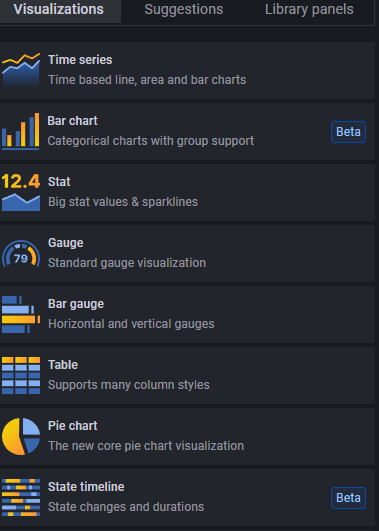 Visualizations Suggestions Library panels
Time series
Time based line, area and bar charts
Bar chart
Categorical charts with group support
Beta
12.4
Stat
Big stat values & sparklines
79
Gauge
Standard gauge visualization
Bar gauge
Horizontal and vertical gauges
Table
Supports many column styles
Pie chart
The new core pie chart visualization
State timeline
State changes and durations
Beta